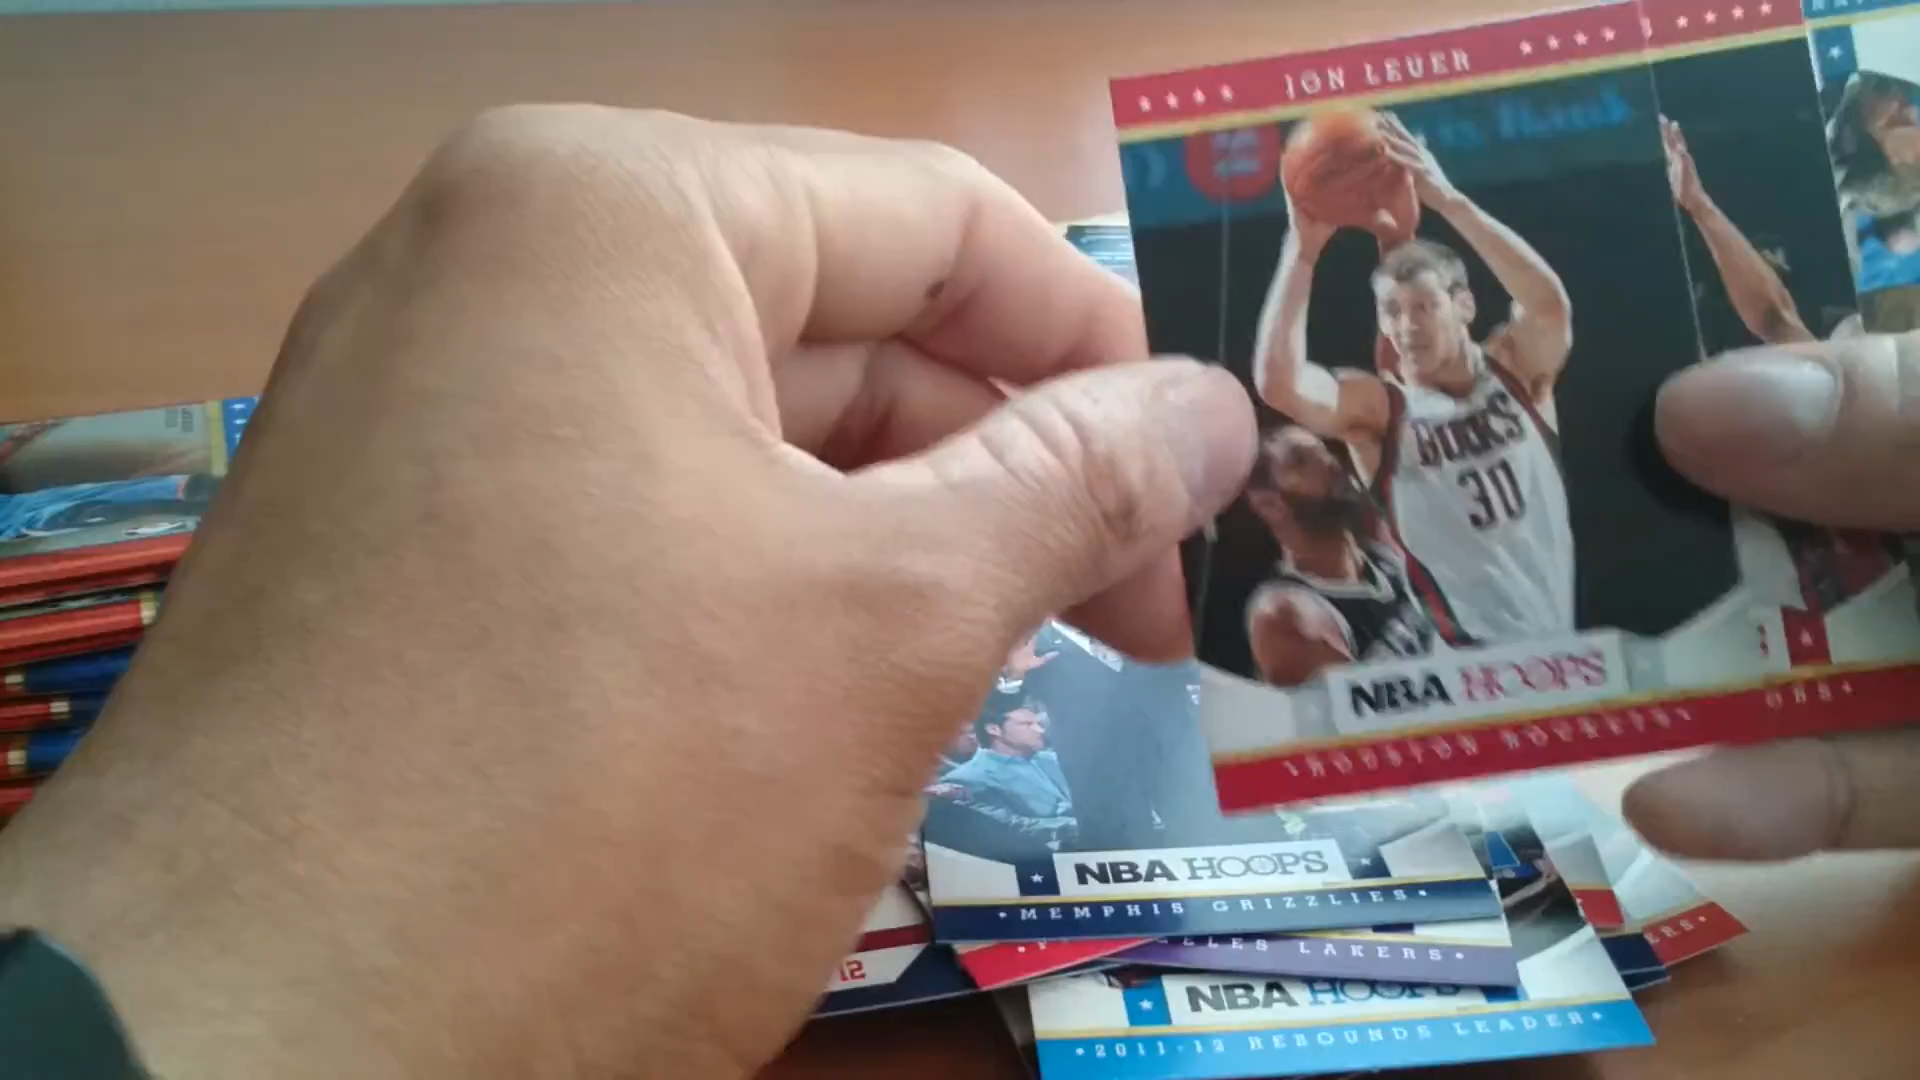 JON LEUER
BUCKS
30
NBA HOOPS
HOUSTON ROCKETS
NBA HOOPS
MEMPHIS GRIZZLIES
LAKERS
NBA HOOPS
2011-12 REBOUNDS LEADER